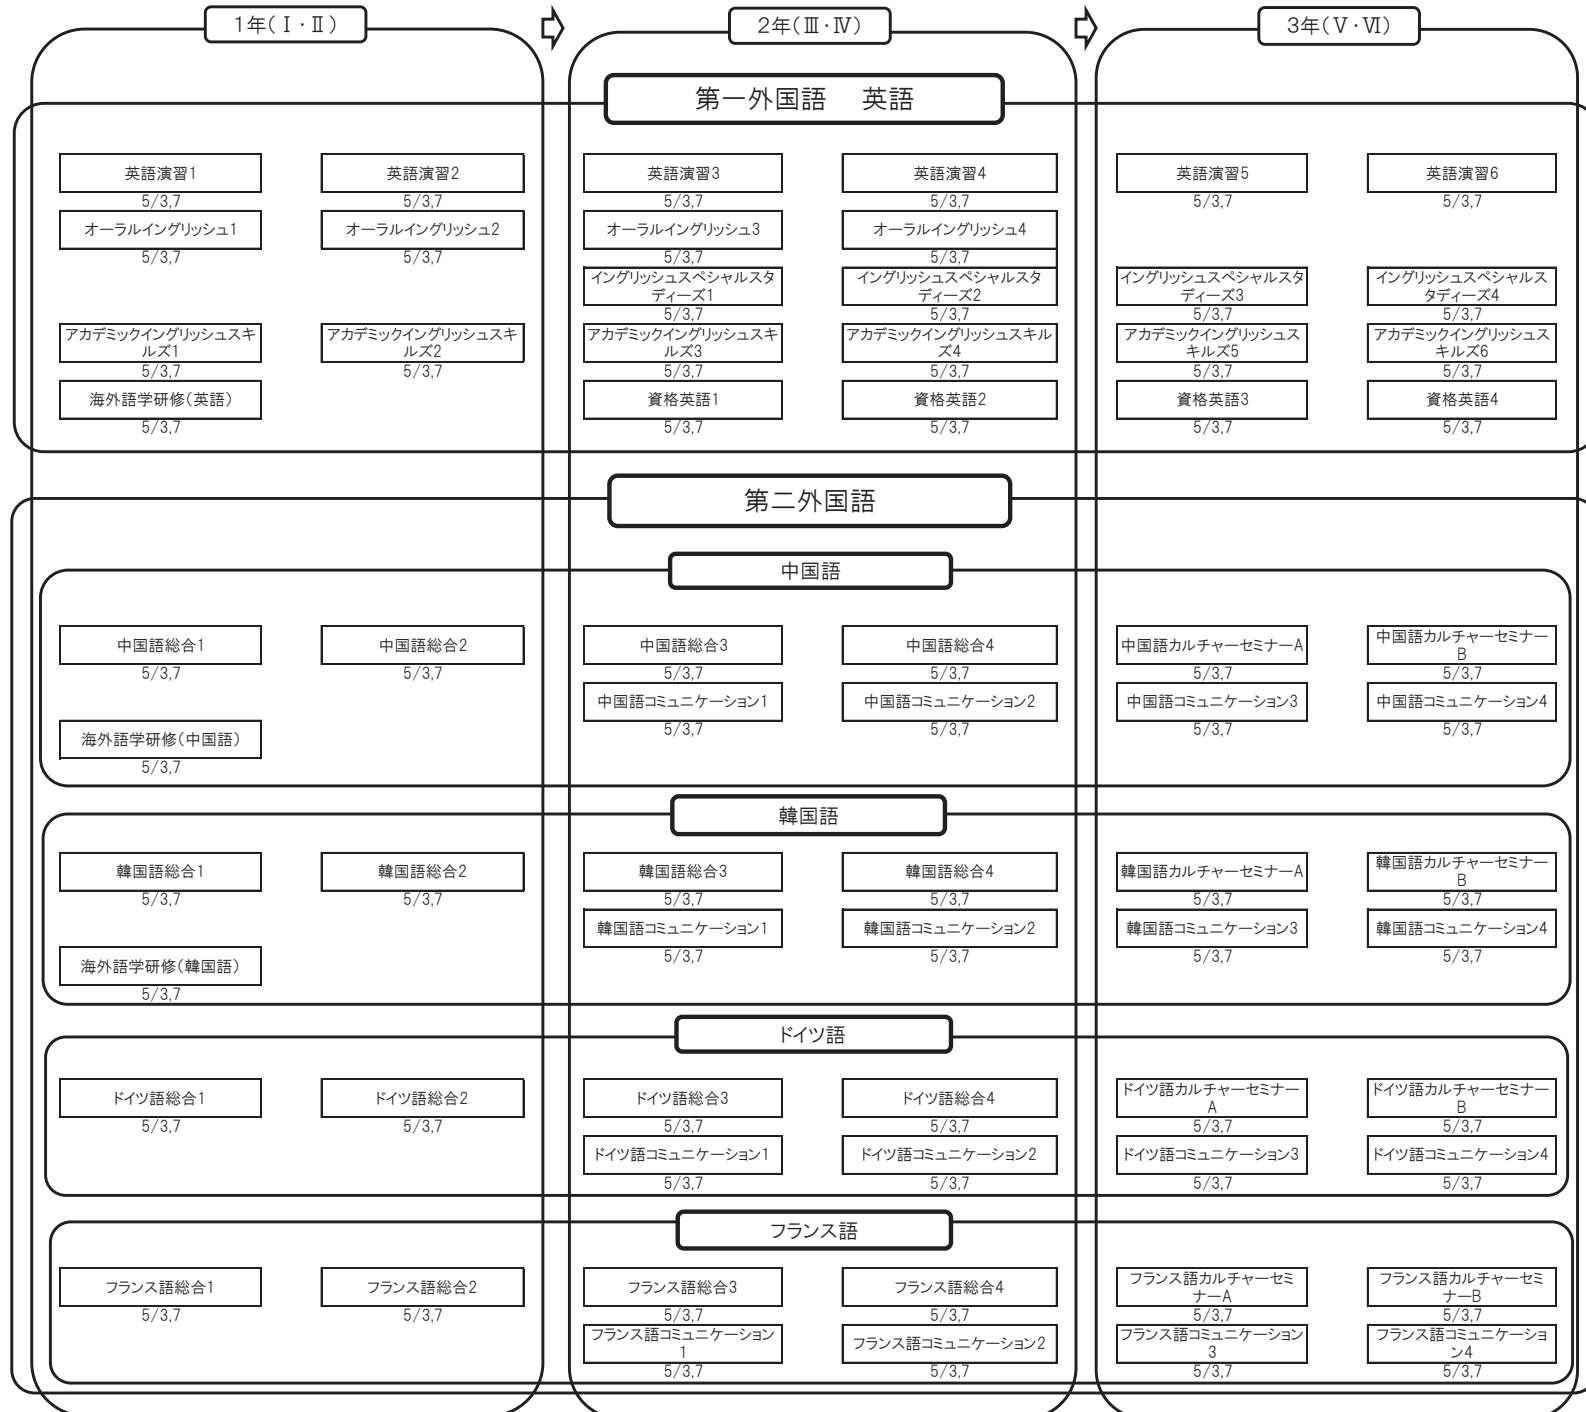 1年(Ⅰ・Ⅱ)
2年(Ⅲ・Ⅳ)
3年(Ⅴ・Ⅵ)
第一外国語　英語
英語演習1
英語演習2
英語演習3
英語演習4
英語演習5
英語演習6
5/3,7
5/3,7
5/3,7
5/3,7
5/3,7
5/3,7
オーラルイングリッシュ1
オーラルイングリッシュ2
オーラルイングリッシュ3
オーラルイングリッシュ4
5/3,7
5/3,7
5/3,7
5/3,7
イングリッシュスペシャルスタ
ディーズ1
イングリッシュスペシャルスタ
ディーズ2
イングリッシュスペシャルスタ
ディーズ3
イングリッシュスペシャルス
タディーズ4
5/3,7
5/3,7
5/3,7
5/3,7
アカデミックイングリッシュスキ
ルズ1
アカデミックイングリッシュスキ
ルズ2
アカデミックイングリッシュスキ
ルズ3
アカデミックイングリッシュスキル
ズ4
アカデミックイングリッシュス
キルズ5
アカデミックイングリッシュス
キルズ6
5/3,7
5/3,7
5/3,7
5/3,7
5/3,7
5/3,7
海外語学研修(英語)
資格英語1
資格英語2
資格英語3
資格英語4
5/3,7
5/3,7
5/3,7
5/3,7
5/3,7
第二外国語
中国語
中国語総合1
中国語総合2
中国語総合3
中国語総合4
中国語カルチャーセミナーA
中国語カルチャーセミナー
B
5/3,7
5/3,7
5/3,7
5/3,7
5/3,7
5/3,7
中国語コミュニケーション1
中国語コミュニケーション2
中国語コミュニケーション3
中国語コミュニケーション4
5/3,7
5/3,7
5/3,7
5/3,7
海外語学研修(中国語)
5/3,7
韓国語
韓国語総合1
韓国語総合2
韓国語総合3
韓国語総合4
韓国語カルチャーセミナーA
韓国語カルチャーセミナー
B
5/3,7
5/3,7
5/3,7
5/3,7
5/3,7
5/3,7
韓国語コミュニケーション1
韓国語コミュニケーション2
韓国語コミュニケーション3
韓国語コミュニケーション4
5/3,7
5/3,7
5/3,7
5/3,7
海外語学研修(韓国語)
5/3,7
ドイツ語
ドイツ語総合1
ドイツ語総合2
ドイツ語総合3
ドイツ語総合4
ドイツ語カルチャーセミナー
A
ドイツ語カルチャーセミナー
B
5/3,7
5/3,7
5/3,7
5/3,7
5/3,7
5/3,7
ドイツ語コミュニケーション1
ドイツ語コミュニケーション2
ドイツ語コミュニケーション3
ドイツ語コミュニケーション4
5/3,7
5/3,7
5/3,7
5/3,7
フランス語
フランス語総合1
フランス語総合2
フランス語総合3
フランス語総合4
フランス語カルチャーセミ
ナーA
フランス語カルチャーセミ
ナーB
5/3,7
5/3,7
5/3,7
5/3,7
5/3,7
5/3,7
フランス語コミュニケーション
1
フランス語コミュニケーション2
フランス語コミュニケーション
3
フランス語コミュニケーショ
ン4
5/3,7
5/3,7
5/3,7
5/3,7